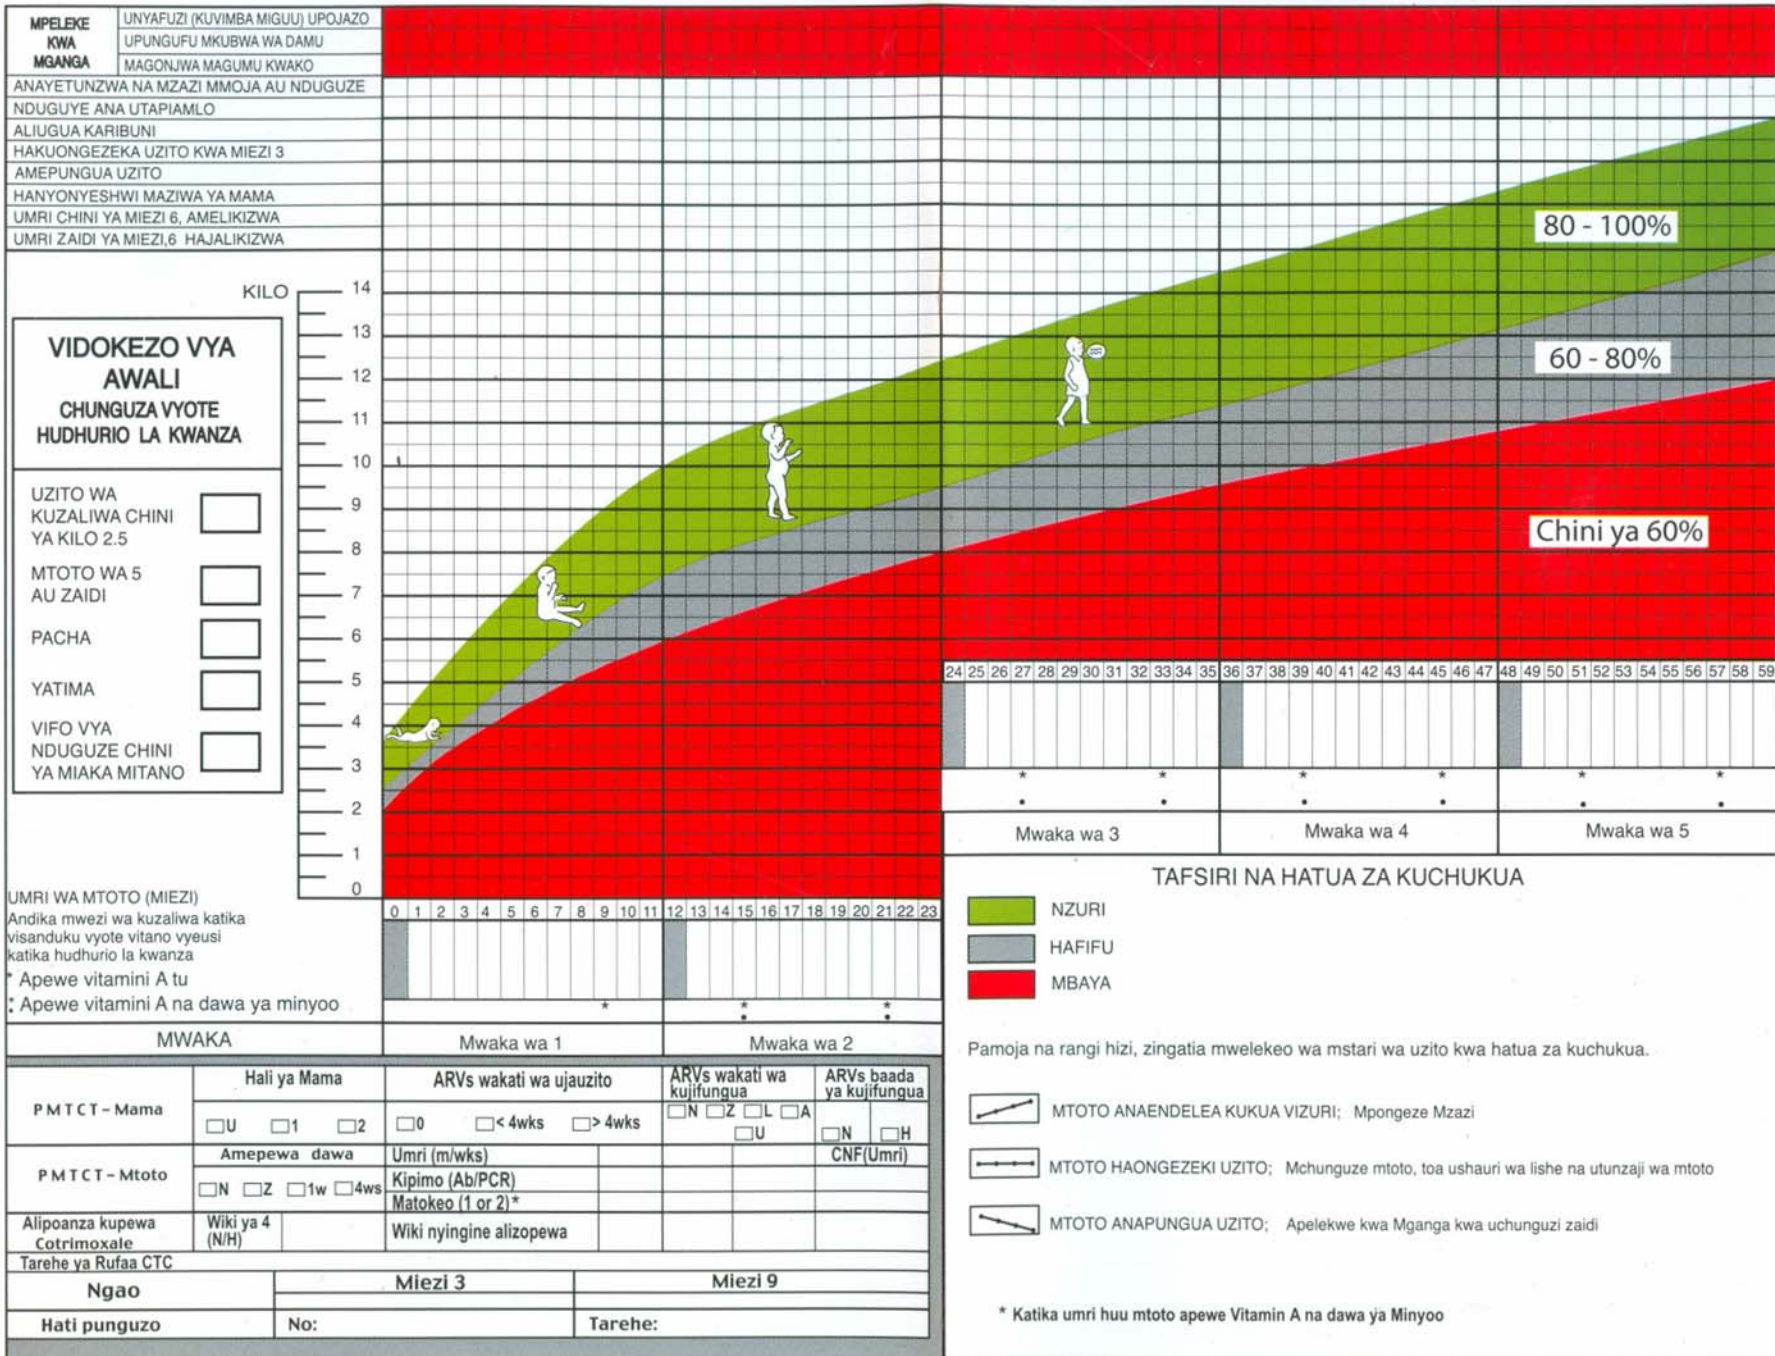 MPELEKE
KWA
MGANGA
UNYAFUZI (KUVIMBA MIGUU) UPOJAZO
UPUNGUFU MKUBWA WA DAMU
MAGONJWA MAGUMU KWAKO
ANAYETUNZWA NA MZAZI MMOJA AU NDUGUZE
NDUGUYE ANA UTAPIAMLO
ALIUGUA KARIBUNI
HAKUONGEZEKA UZITO KWA MIEZI 3
AMEPUNGUA UZITO
HANYONYESHWI MAZIWA YA MAMA
UMRI CHINI YA MIEZI 6, AMELIKIZWA
UMRI ZAIDI YA MIEZI,6 HAJALIKIZWA
80 - 100%
60 - 80%
Chini ya 60%
KILO
14
13
12
11
10
9
8
7
6
5
4
3
2
1
0
VIDOKEZO VYA
AWALI
CHUNGUZA VYOTE
HUDHURIO LA KWANZA
UZITO WA
KUZALIWA CHINI
YA KILO 2.5
MTOTO WA 5
AU ZAIDI
PACHA
YATIMA
VIFO VYA
NDUGUZE CHINI
YA MIAKA MITANO
UMRI WA MTOTO (MIEZI)
Andika mwezi wa kuzaliwa katika
visanduku vyote vitano vyeusi
katika hudhurio la kwanza
* Apewe vitamini A tu
⁚ Apewe vitamini A na dawa ya minyoo
0 1 2 3 4 5 6 7 8 9 10 11 12 13 14 15 16 17 18 19 20 21 22 23
* * *
• •
MWAKA
Mwaka wa 1
Mwaka wa 2
24 25 26 27 28 29 30 31 32 33 34 35 36 37 38 39 40 41 42 43 44 45 46 47 48 49 50 51 52 53 54 55 56 57 58 59
* * * * * *
• • • • • •
Mwaka wa 3
Mwaka wa 4
Mwaka wa 5
PMTCT - Mama
Hali ya Mama
U 1 2
ARVs wakati wa ujauzito
0 < 4wks > 4wks
ARVs wakati wa
kujifungua
N Z L A
U
ARVs baada
ya kujifungua
N H
PMTCT - Mtoto
Amepewa dawa
N Z 1w 4ws
Umri (m/wks)
CNF(Umri)
Kipimo (Ab/PCR)
Matokeo (1 or 2)*
Alipoanza kupewa
Cotrimoxale
Wiki ya 4
(N/H)
Wiki nyingine alizopewa
Tarehe ya Rufaa CTC
Ngao
Miezi 3
Miezi 9
Hati punguzo
No:
Tarehe:
TAFSIRI NA HATUA ZA KUCHUKUA
NZURI
HAFIFU
MBAYA
Pamoja na rangi hizi, zingatia mwelekeo wa mstari wa uzito kwa hatua za kuchukua.
MTOTO ANAENDELEA KUKUA VIZURI; Mpongeze Mzazi
MTOTO HAONGEZEKI UZITO; Mchunguze mtoto, toa ushauri wa lishe na utunzaji wa mtoto
MTOTO ANAPUNGUA UZITO; Apelekwe kwa Mganga kwa uchunguzi zaidi
* Katika umri huu mtoto apewe Vitamin A na dawa ya Minyoo